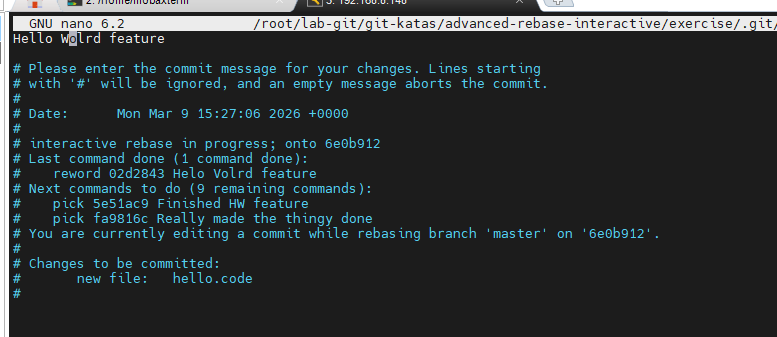 2. /home/mobaxterm
3. 192.168.8.146
GNU nano 6.2 /root/lab-git/git-katas/advanced-rebase-interactive/exercise/.git/
Hello Wolrd feature
# Please enter the commit message for your changes. Lines starting
# with '#' will be ignored, and an empty message aborts the commit.
#
# Date:      Mon Mar 9 15:27:06 2026 +0000
#
# interactive rebase in progress; onto 6e0b912
# Last command done (1 command done):
#    reword 02d2843 Helo Volrd feature
# Next commands to do (9 remaining commands):
#    pick 5e51ac9 Finished HW feature
#    pick fa9816c Really made the thingy done
# You are currently editing a commit while rebasing branch 'master' on '6e0b912'.
#
# Changes to be committed:
#       new file:   hello.code
#